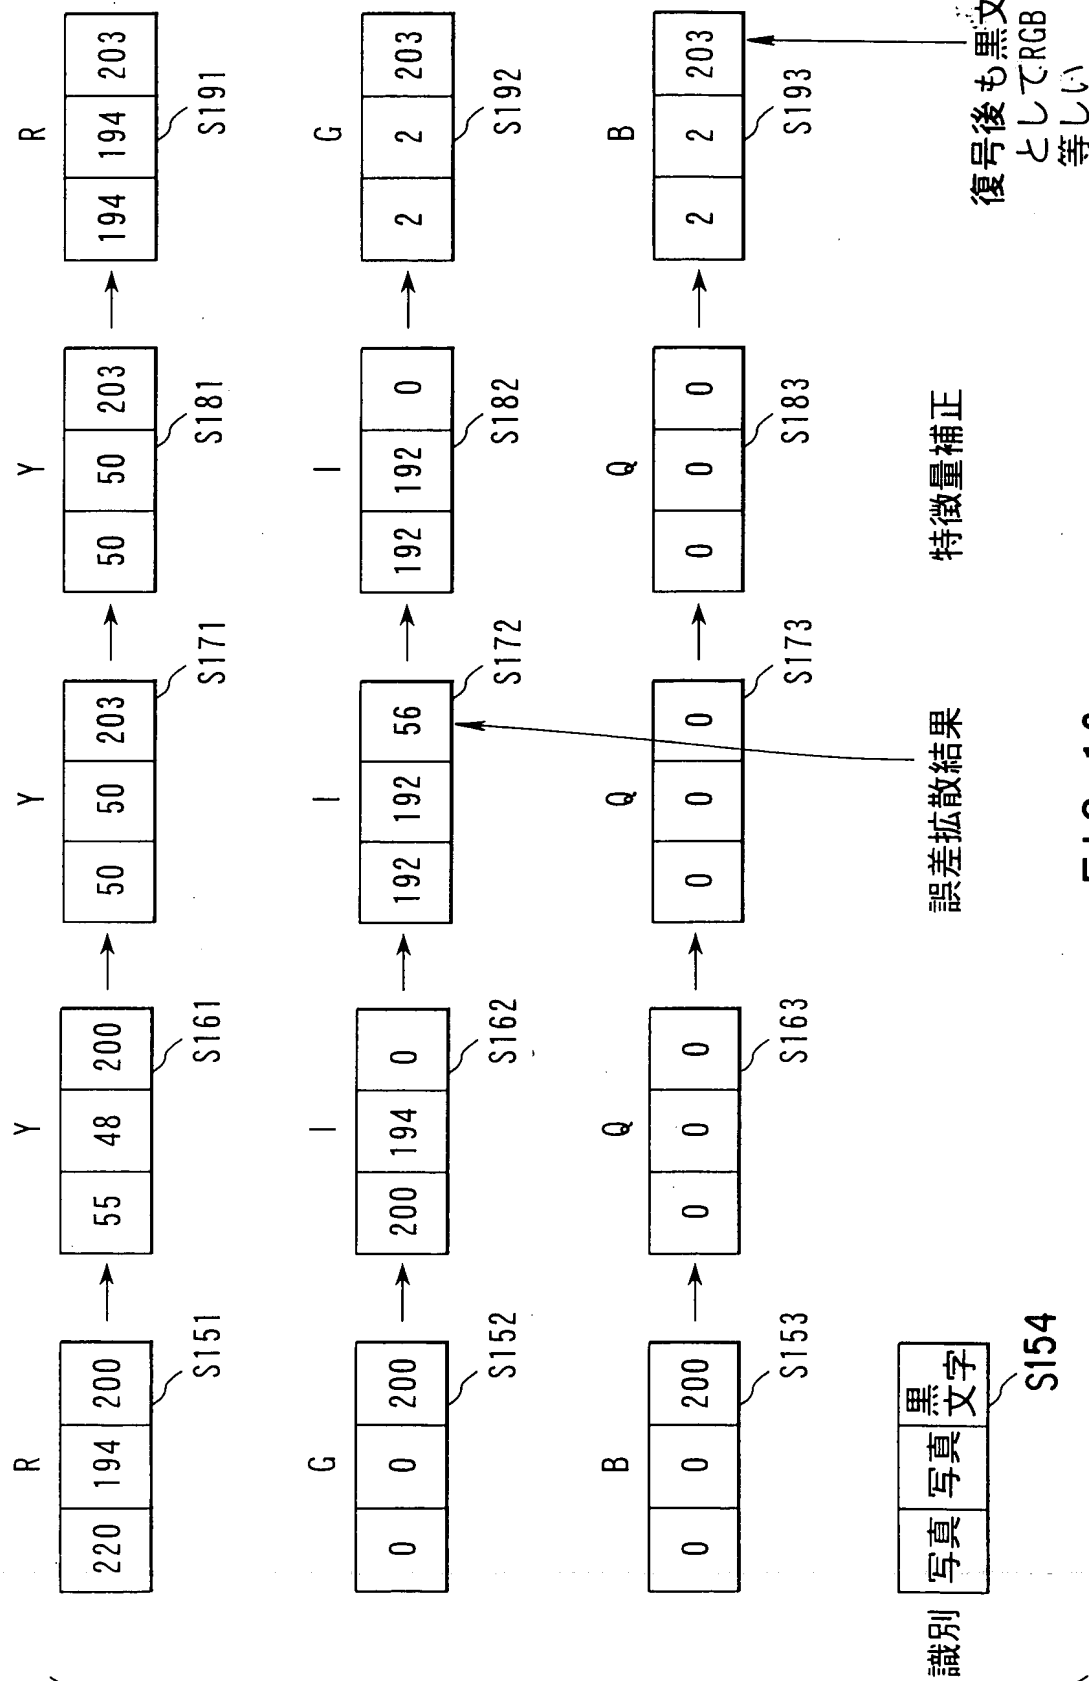 R Y Y Y R
220 194 200 55 48 200 50 50 203 50 50 203 194 194 203
S151 S161 S171 S181 S191
G I I I G
0 0 200 200 194 0 192 192 56 192 192 0 2 2 203
S152 S162 S172 S182 S192
B Q Q Q B
0 0 200 0 0 0 0 0 0 0 0 0 2 2 203
S153 S163 S173 S183 S193
識別 写真 写真 黒文字
S154
誤差拡散結果
特徴量補正
復号後も黒文
としてRGB
等しい